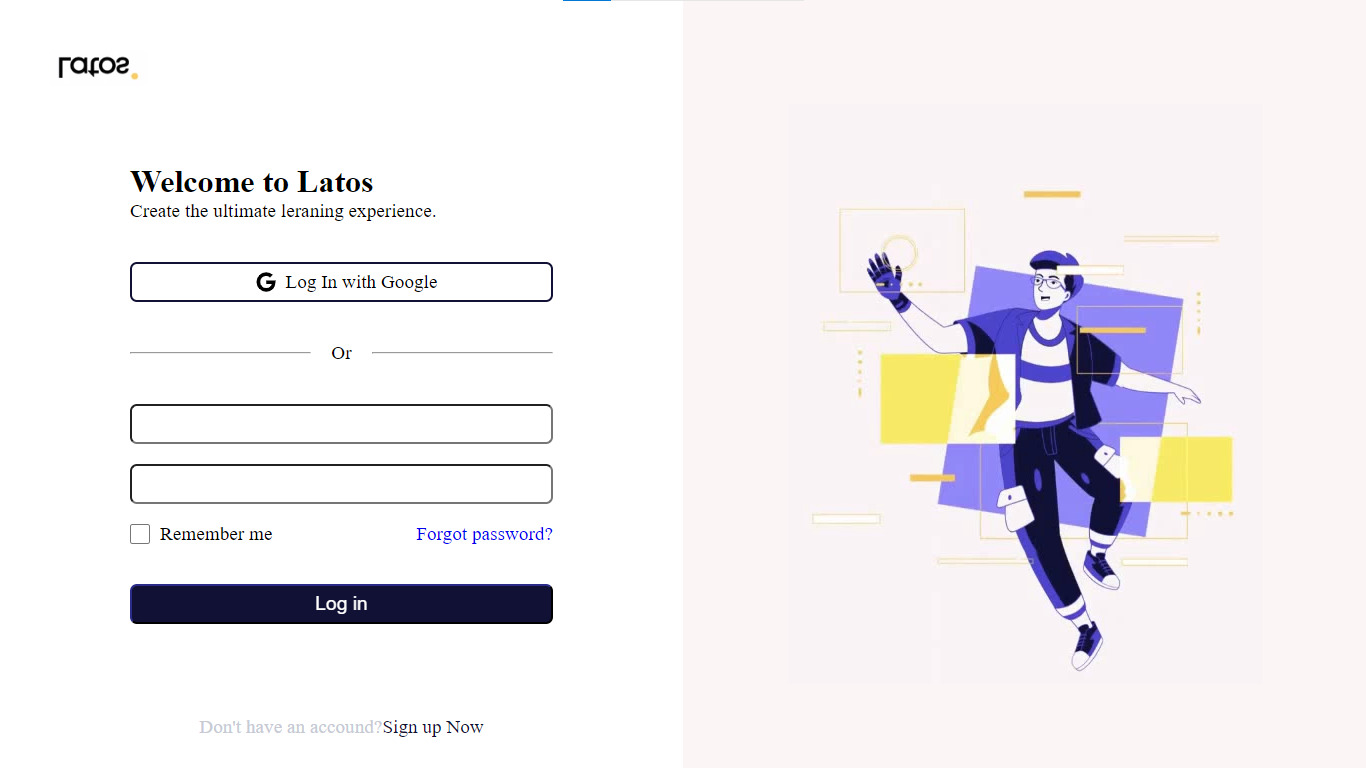 Latos.
Welcome to Latos
Create the ultimate leraning experience.
Log In with Google
Or
Remember me
Forgot password?
Log in
Don't have an accound?Sign up Now